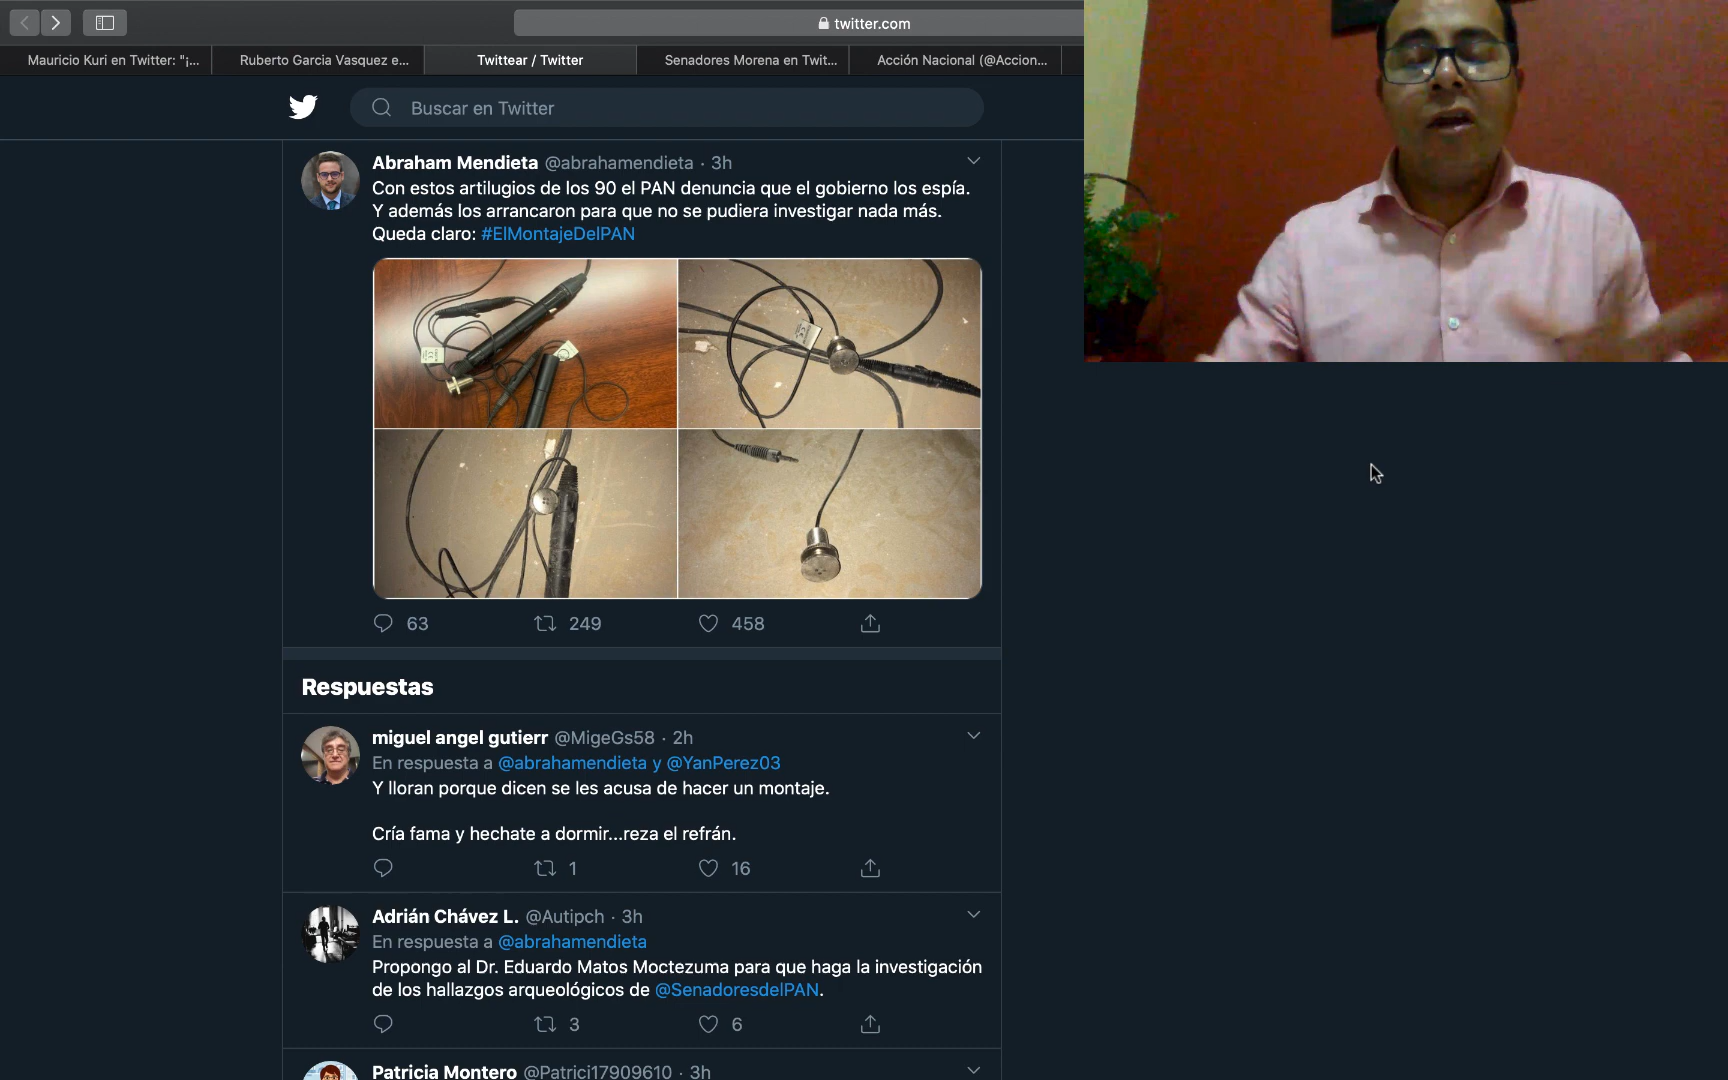 twitter.com
Mauricio Kuri en Twitter: "¡...
Ruberto Garcia Vasquez e...
Twittear / Twitter
Senadores Morena en Twit...
Acción Nacional (@Accion...
Buscar en Twitter
Abraham Mendieta @abrahamendieta · 3h
Con estos artilugios de los 90 el PAN denuncia que el gobierno los espía.
Y además los arrancaron para que no se pudiera investigar nada más.
Queda claro: #ElMontajeDelPAN
63 249 458
Respuestas
miguel angel gutierr @MigeGs58 · 2h
En respuesta a @abrahamendieta y @YanPerez03
Y lloran porque dicen se les acusa de hacer un montaje.
Cría fama y hechate a dormir...reza el refrán.
1 16
Adrián Chávez L. @Autipch · 3h
En respuesta a @abrahamendieta
Propongo al Dr. Eduardo Matos Moctezuma para que haga la investigación
de los hallazgos arqueológicos de @SenadoresdelPAN.
3 6
Patricia Montero @Patrici17909610 · 3h